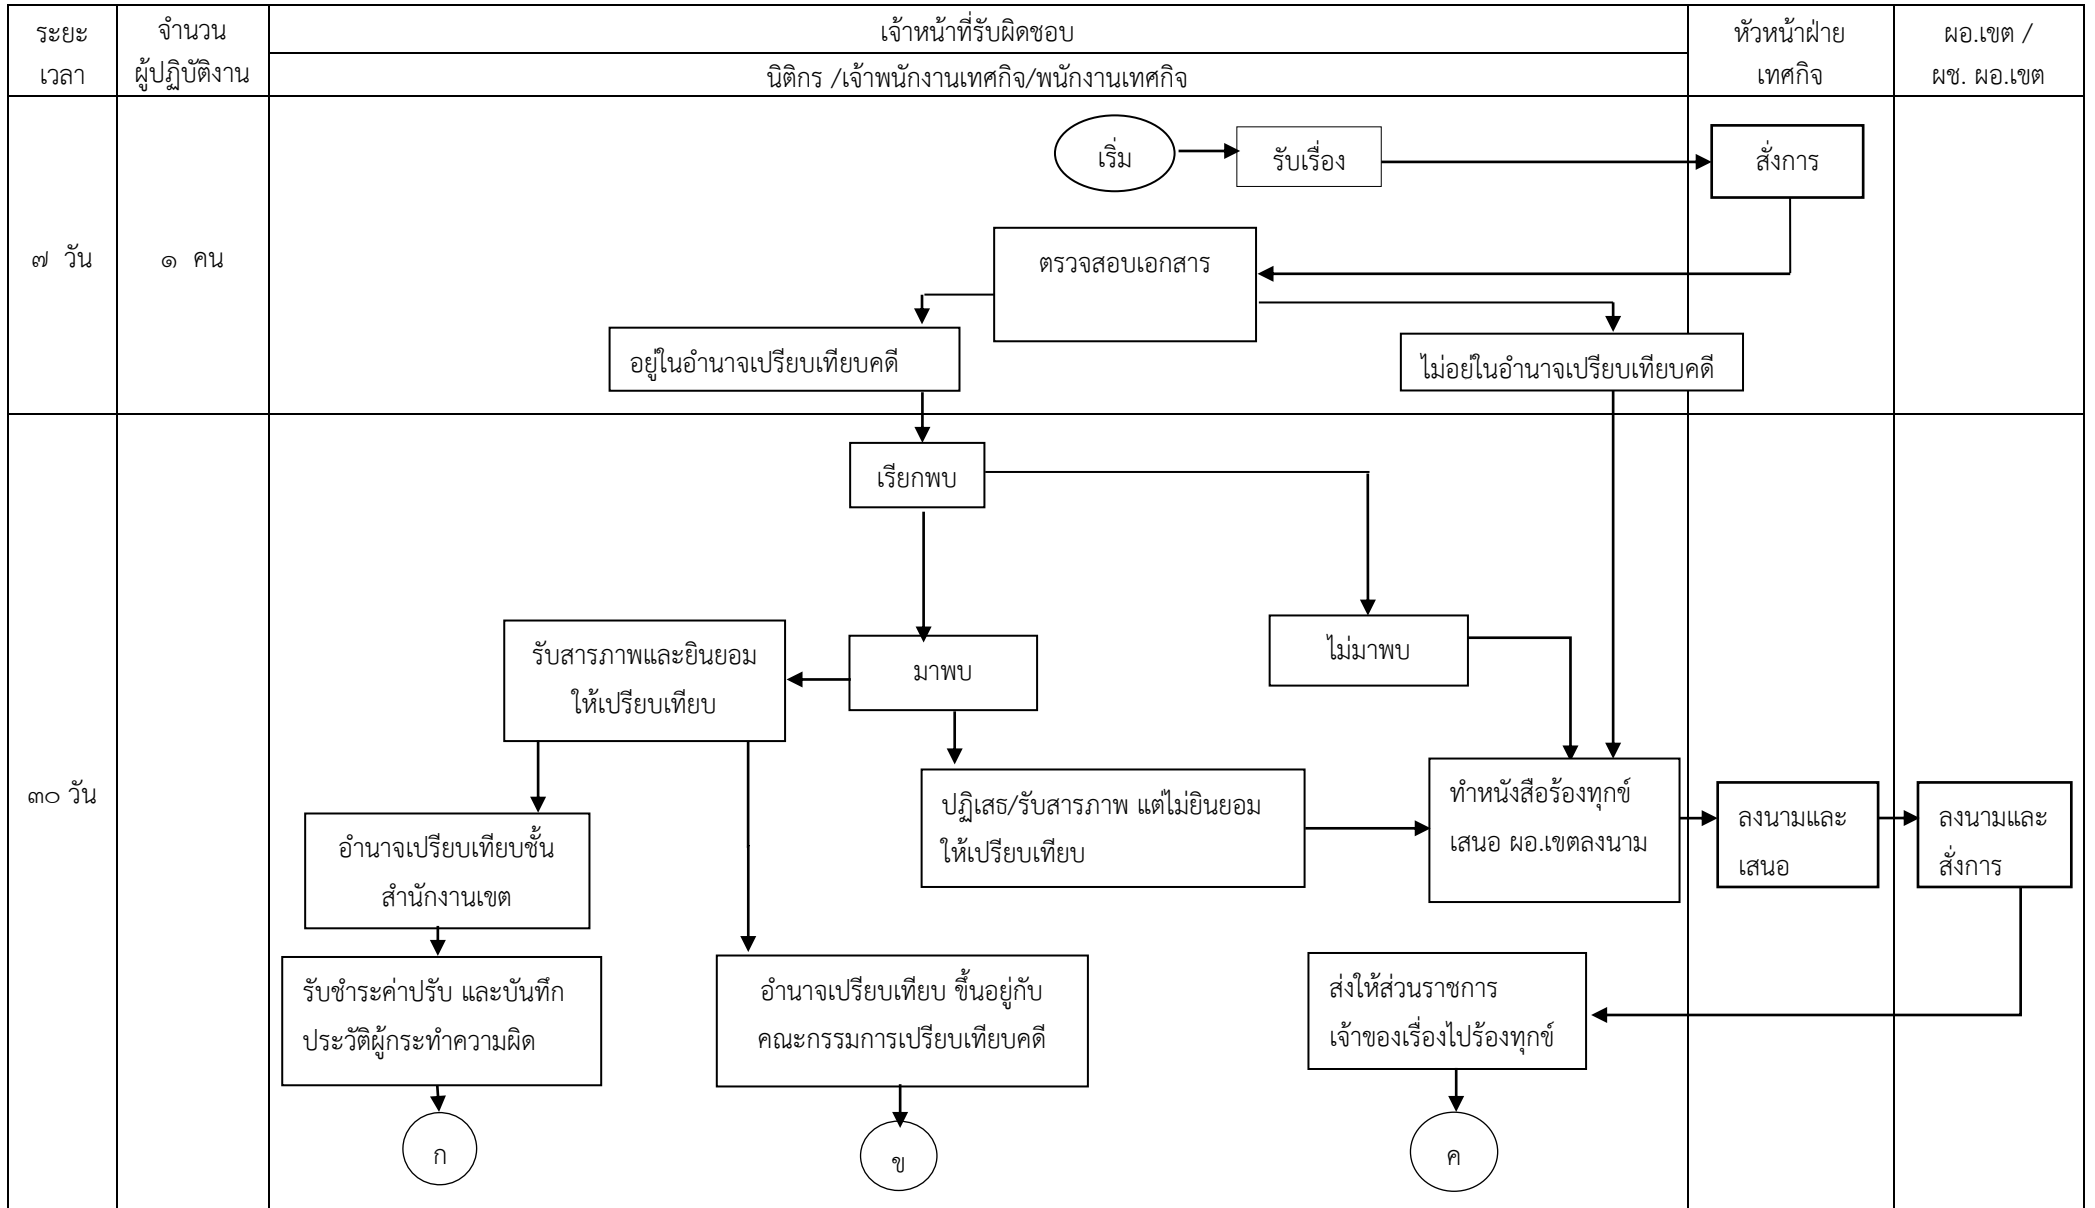 ระยะ
เวลา
จำนวน
ผู้ปฏิบัติงาน
เจ้าหน้าที่รับผิดชอบ
นิติกร /เจ้าพนักงานเทศกิจ/พนักงานเทศกิจ
หัวหน้าฝ่าย
เทศกิจ
ผอ.เขต /
ผช. ผอ.เขต
๗ วัน
๑ คน
เริ่ม
รับเรื่อง
สั่งการ
ตรวจสอบเอกสาร
อยู่ในอำนาจเปรียบเทียบคดี
ไม่อยู่ในอำนาจเปรียบเทียบคดี
๓๐ วัน
เรียกพบ
รับสารภาพและยินยอม
ให้เปรียบเทียบ
มาพบ
ไม่มาพบ
อำนาจเปรียบเทียบชั้น
สำนักงานเขต
ปฏิเสธ/รับสารภาพ แต่ไม่ยินยอม
ให้เปรียบเทียบ
ทำหนังสือร้องทุกข์
เสนอ ผอ.เขตลงนาม
ลงนามและ
เสนอ
ลงนามและ
สั่งการ
รับชำระค่าปรับ และบันทึก
ประวัติผู้กระทำความผิด
อำนาจเปรียบเทียบ ขึ้นอยู่กับ
คณะกรรมการเปรียบเทียบคดี
ส่งให้ส่วนราชการ
เจ้าของเรื่องไปร้องทุกข์
ก
ข
ค